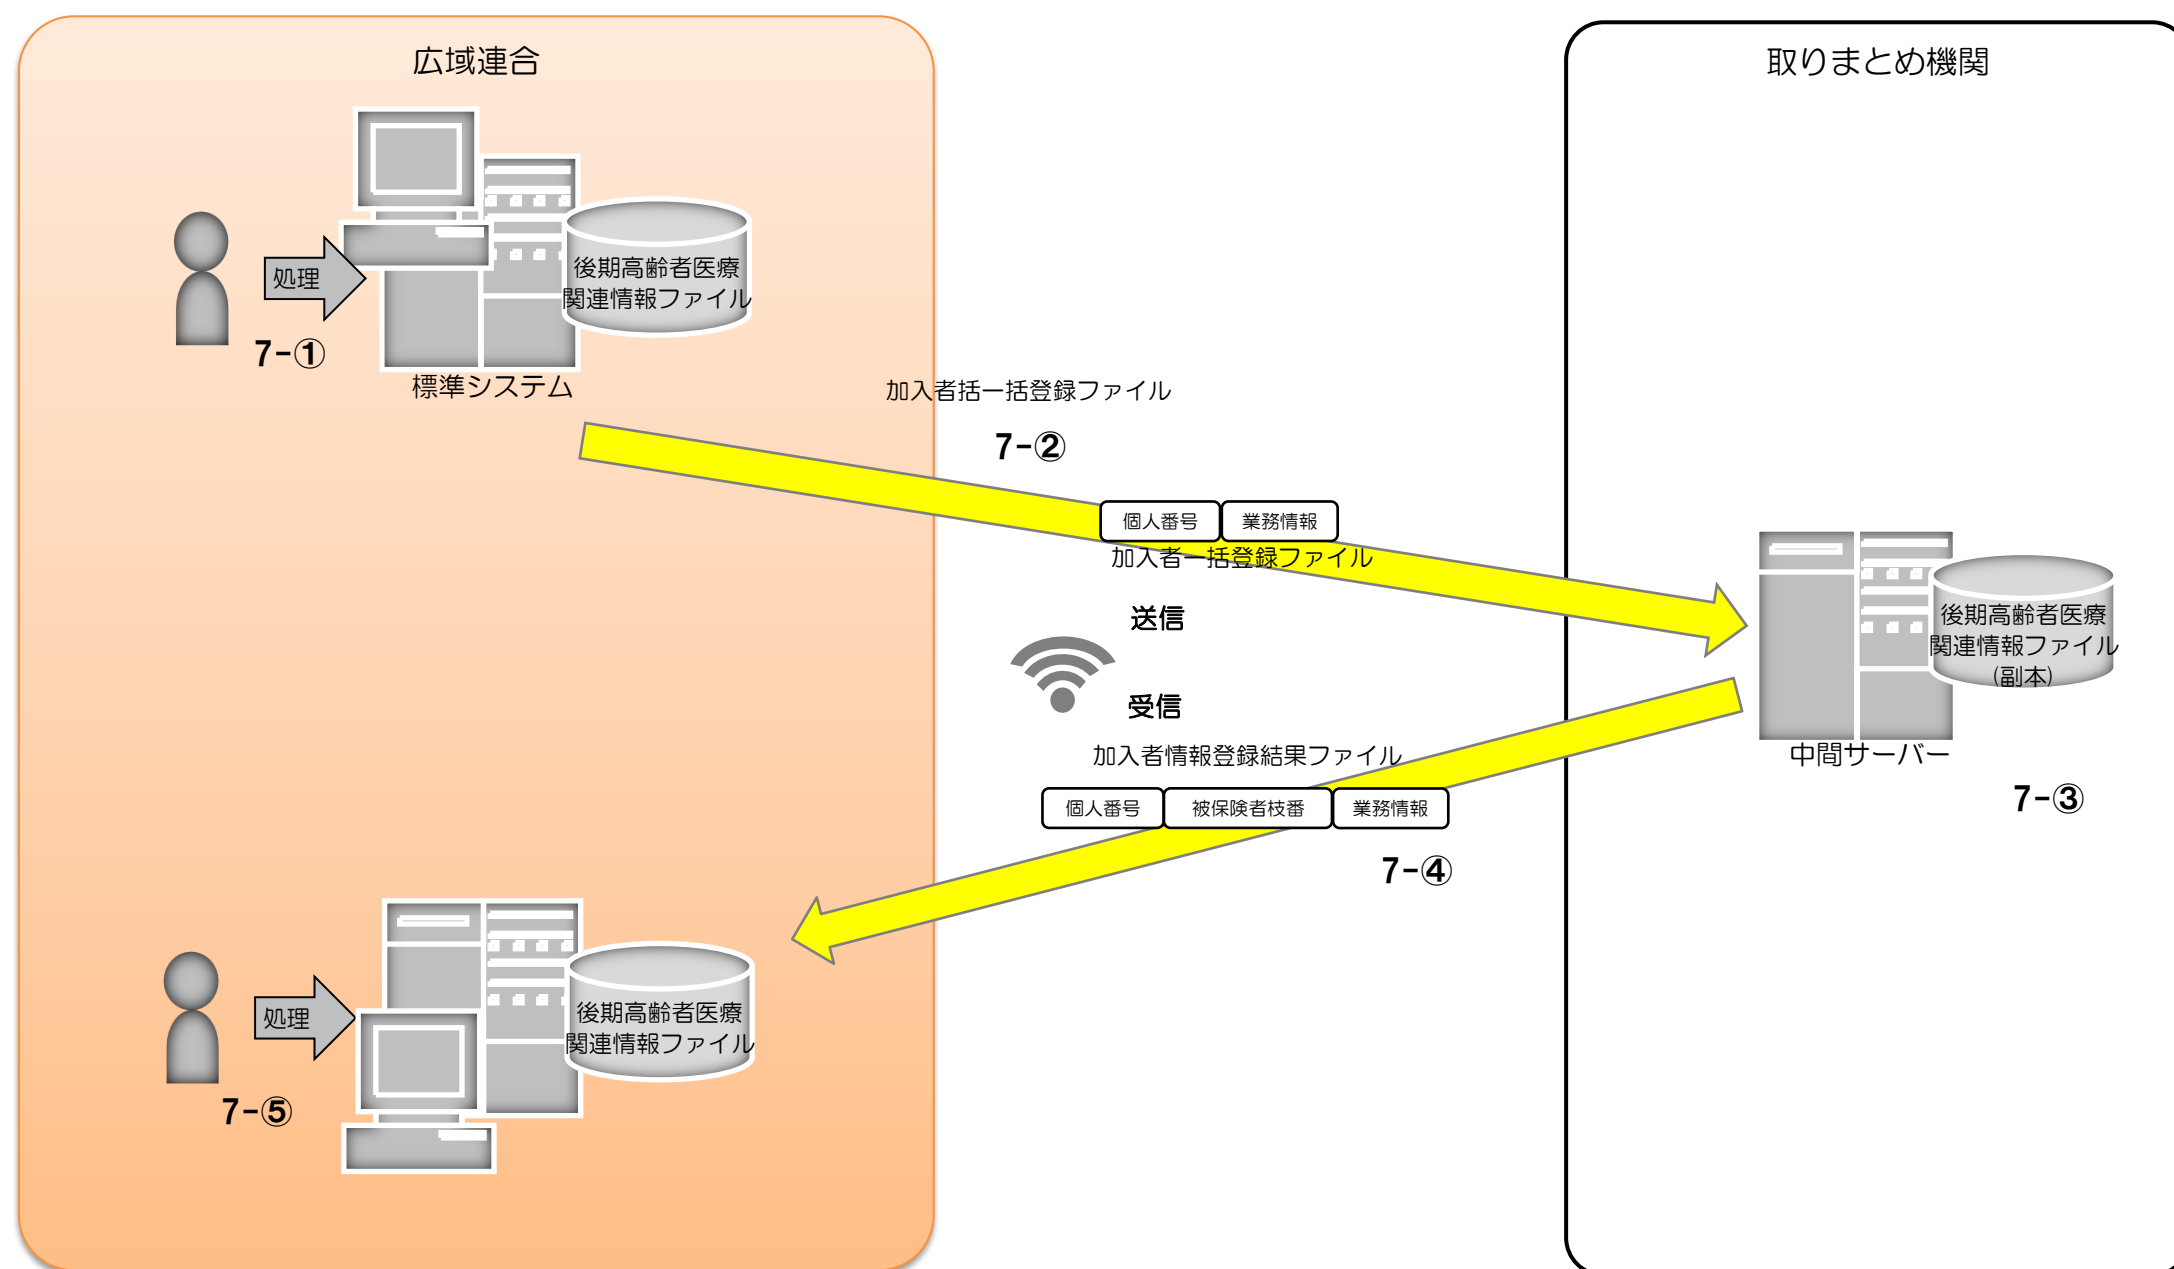 広域連合
取りまとめ機関
処理
後期高齢者医療
関連情報ファイル
7-①
標準システム
加入者括一括登録ファイル
7-②
個人番号
業務情報
加入者一括登録ファイル
送信
後期高齢者医療
関連情報ファイル
(副本)
受信
中間サーバー
加入者情報登録結果ファイル
7-③
個人番号
被保険者枝番
業務情報
7-④
処理
後期高齢者医療
関連情報ファイル
7-⑤